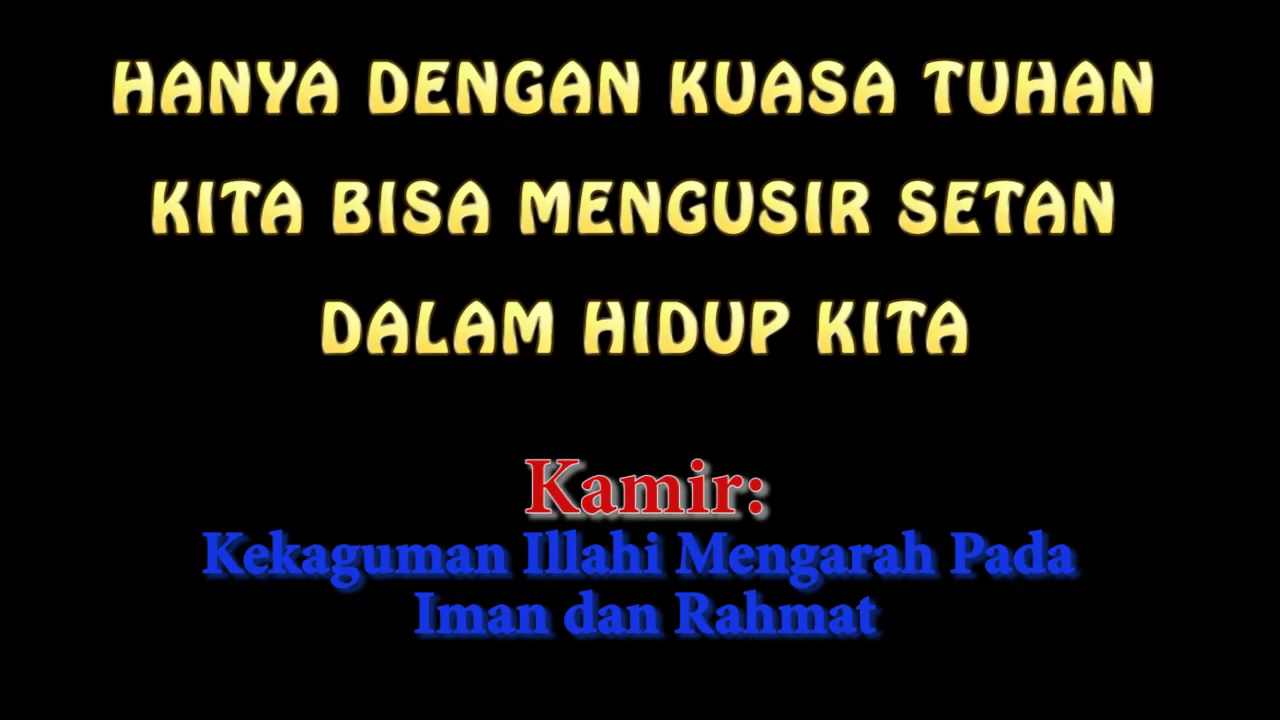 HANYA DENGAN KUASA TUHAN
KITA BISA MENGUSIR SETAN
DALAM HIDUP KITA
Kamir:
Kekaguman Illahi Mengarah Pada
Iman dan Rahmat